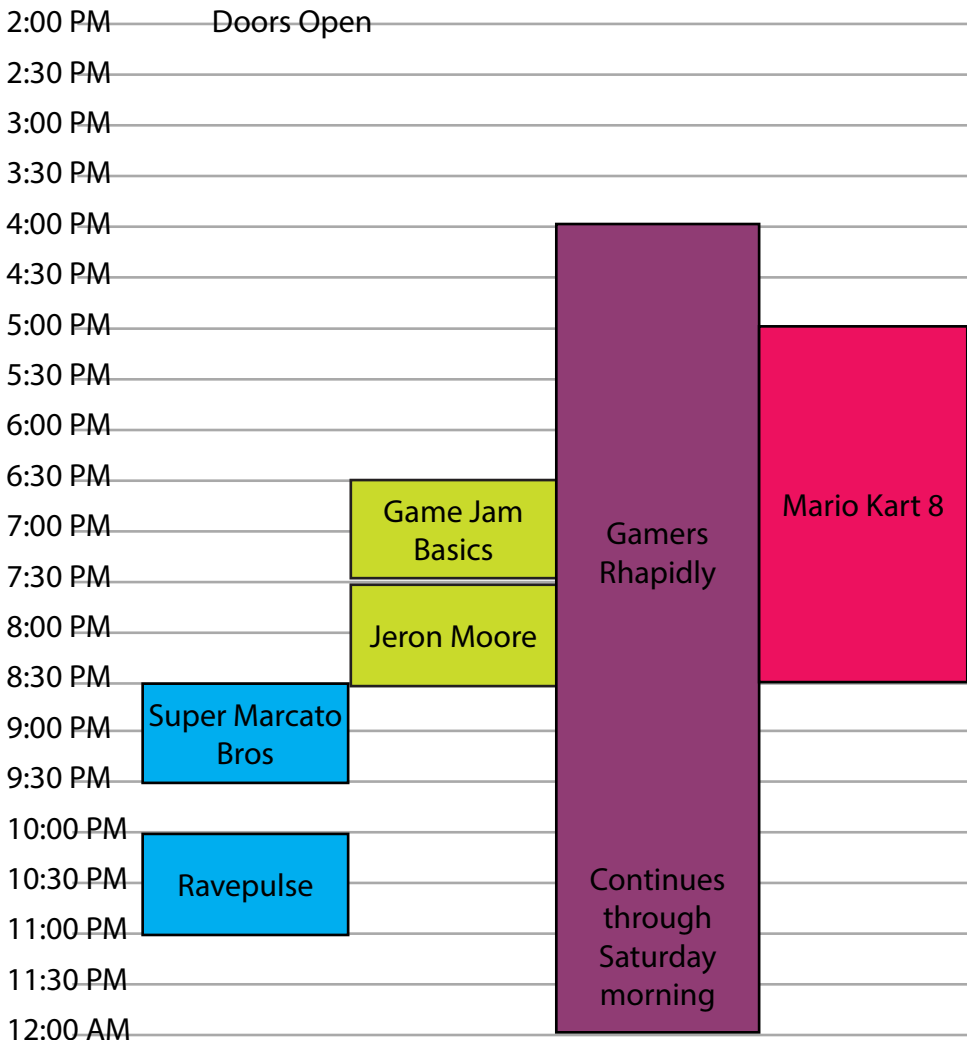 2:00 PM Doors Open
2:30 PM
3:00 PM
3:30 PM
4:00 PM
4:30 PM
5:00 PM
5:30 PM
6:00 PM
6:30 PM
7:00 PM
7:30 PM
8:00 PM
8:30 PM
9:00 PM
9:30 PM
10:00 PM
10:30 PM
11:00 PM
11:30 PM
12:00 AM
Super Marcato
Bros
Ravepulse
Game Jam
Basics
Jeron Moore
Gamers
Rhapidly
Continues
through
Saturday
morning
Mario Kart 8